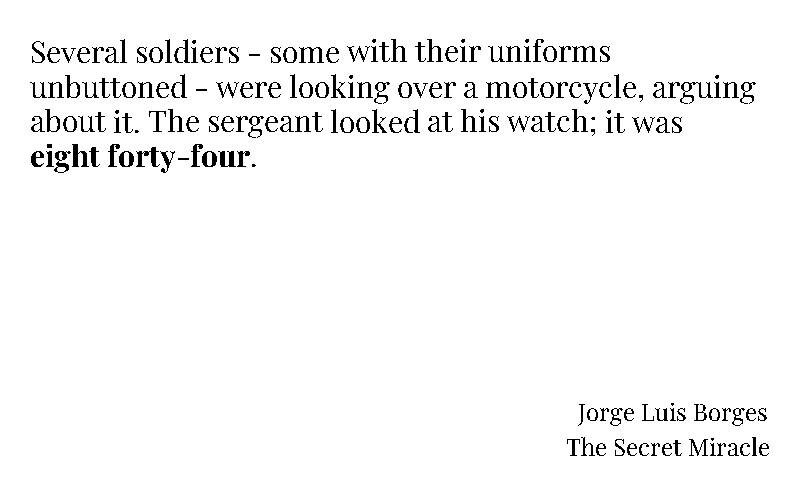 Several soldiers - some with their uniforms
unbuttoned - were looking over a motorcycle, arguing
about it. The sergeant looked at his watch; it was
eight forty-four.
Jorge Luis Borges
The Secret Miracle